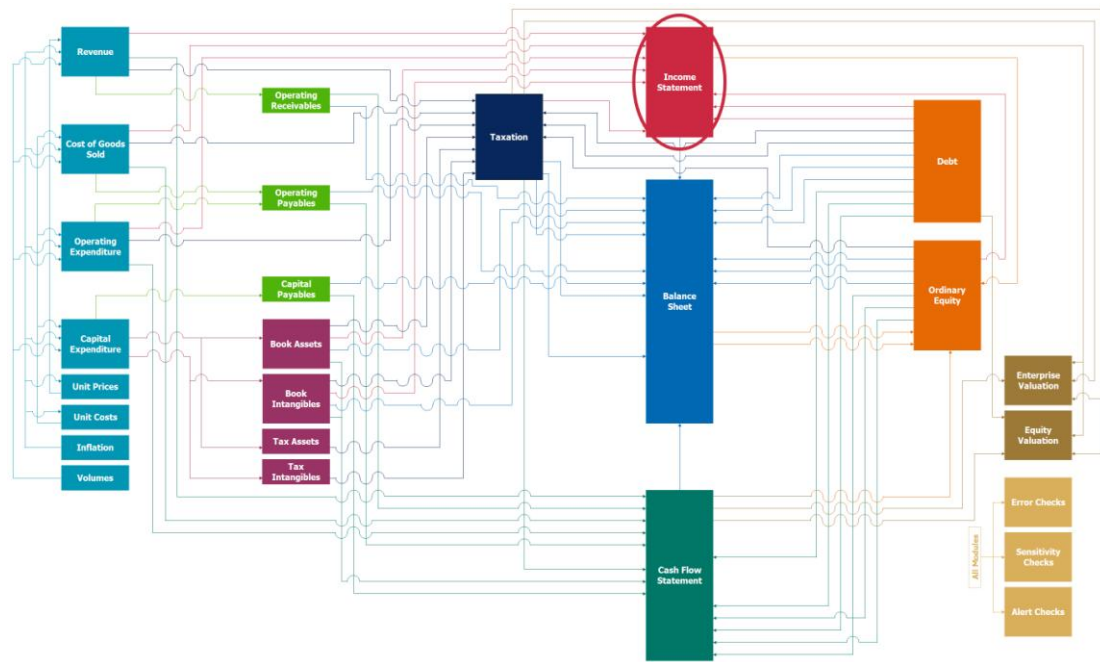 Revenue
Income
Statement
Operating
Receivables
Taxation
Debt
Cost of Goods
Sold
Operating
Payables
Operating
Expenditure
Balance
Sheet
Ordinary
Equity
Capital
Payables
Capital
Expenditure
Book Assets
Unit Prices
Book
Intangibles
Enterprise
Valuation
Unit Costs
Equity
Valuation
Inflation
Tax Assets
Volumes
Tax
Intangibles
Error Checks
All Modules
Sensitivity
Checks
Cash Flow
Statement
Alert Checks